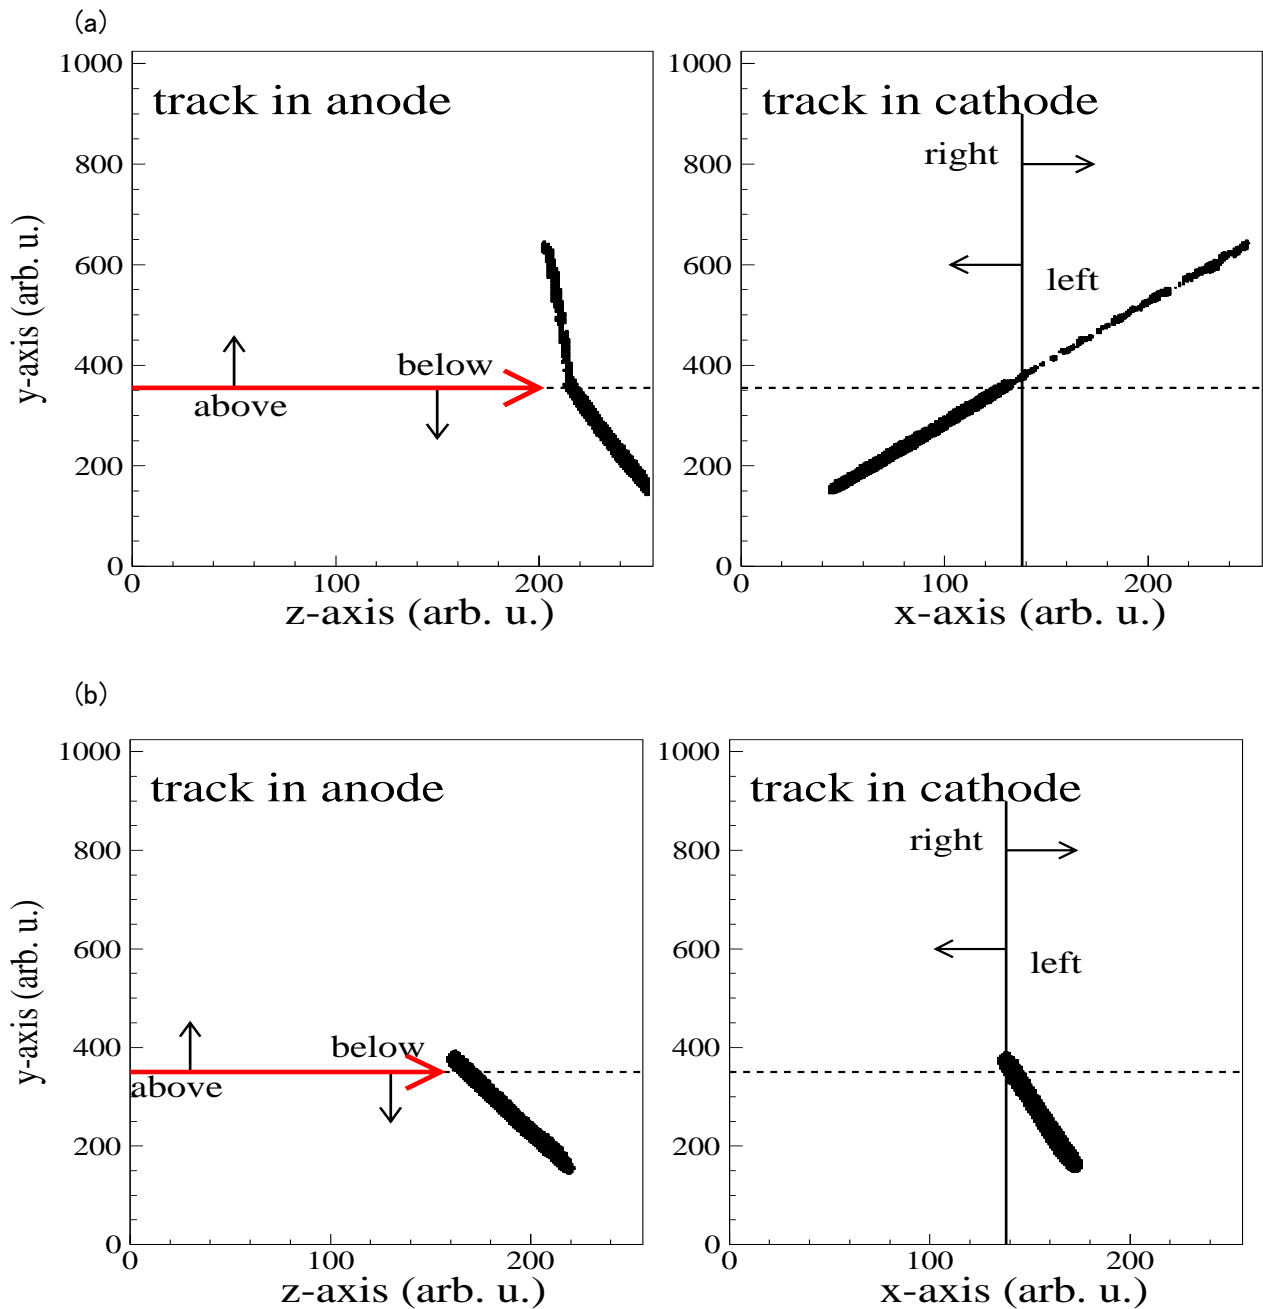 (a)
track in anode
y-axis (arb. u.)
1000
800
600
400
200
0
below
above
0 100 200
z-axis (arb. u.)
track in cathode
1000
800
600
400
200
0
right
left
0 100 200
x-axis (arb. u.)
(b)
track in anode
y-axis (arb. u.)
1000
800
600
400
200
0
below
above
0 100 200
z-axis (arb. u.)
track in cathode
1000
800
600
400
200
0
right
left
0 100 200
x-axis (arb. u.)